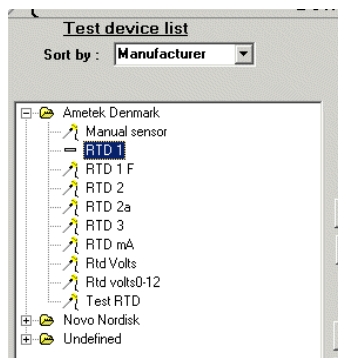 Test device list
Sort by : Manufacturer
Ametek Denmark
Manual sensor
RTD 1
RTD 1 F
RTD 2
RTD 2a
RTD 3
RTD mA
Rtd Volts
Rtd volts0-12
Test RTD
Novo Nordisk
Undefined